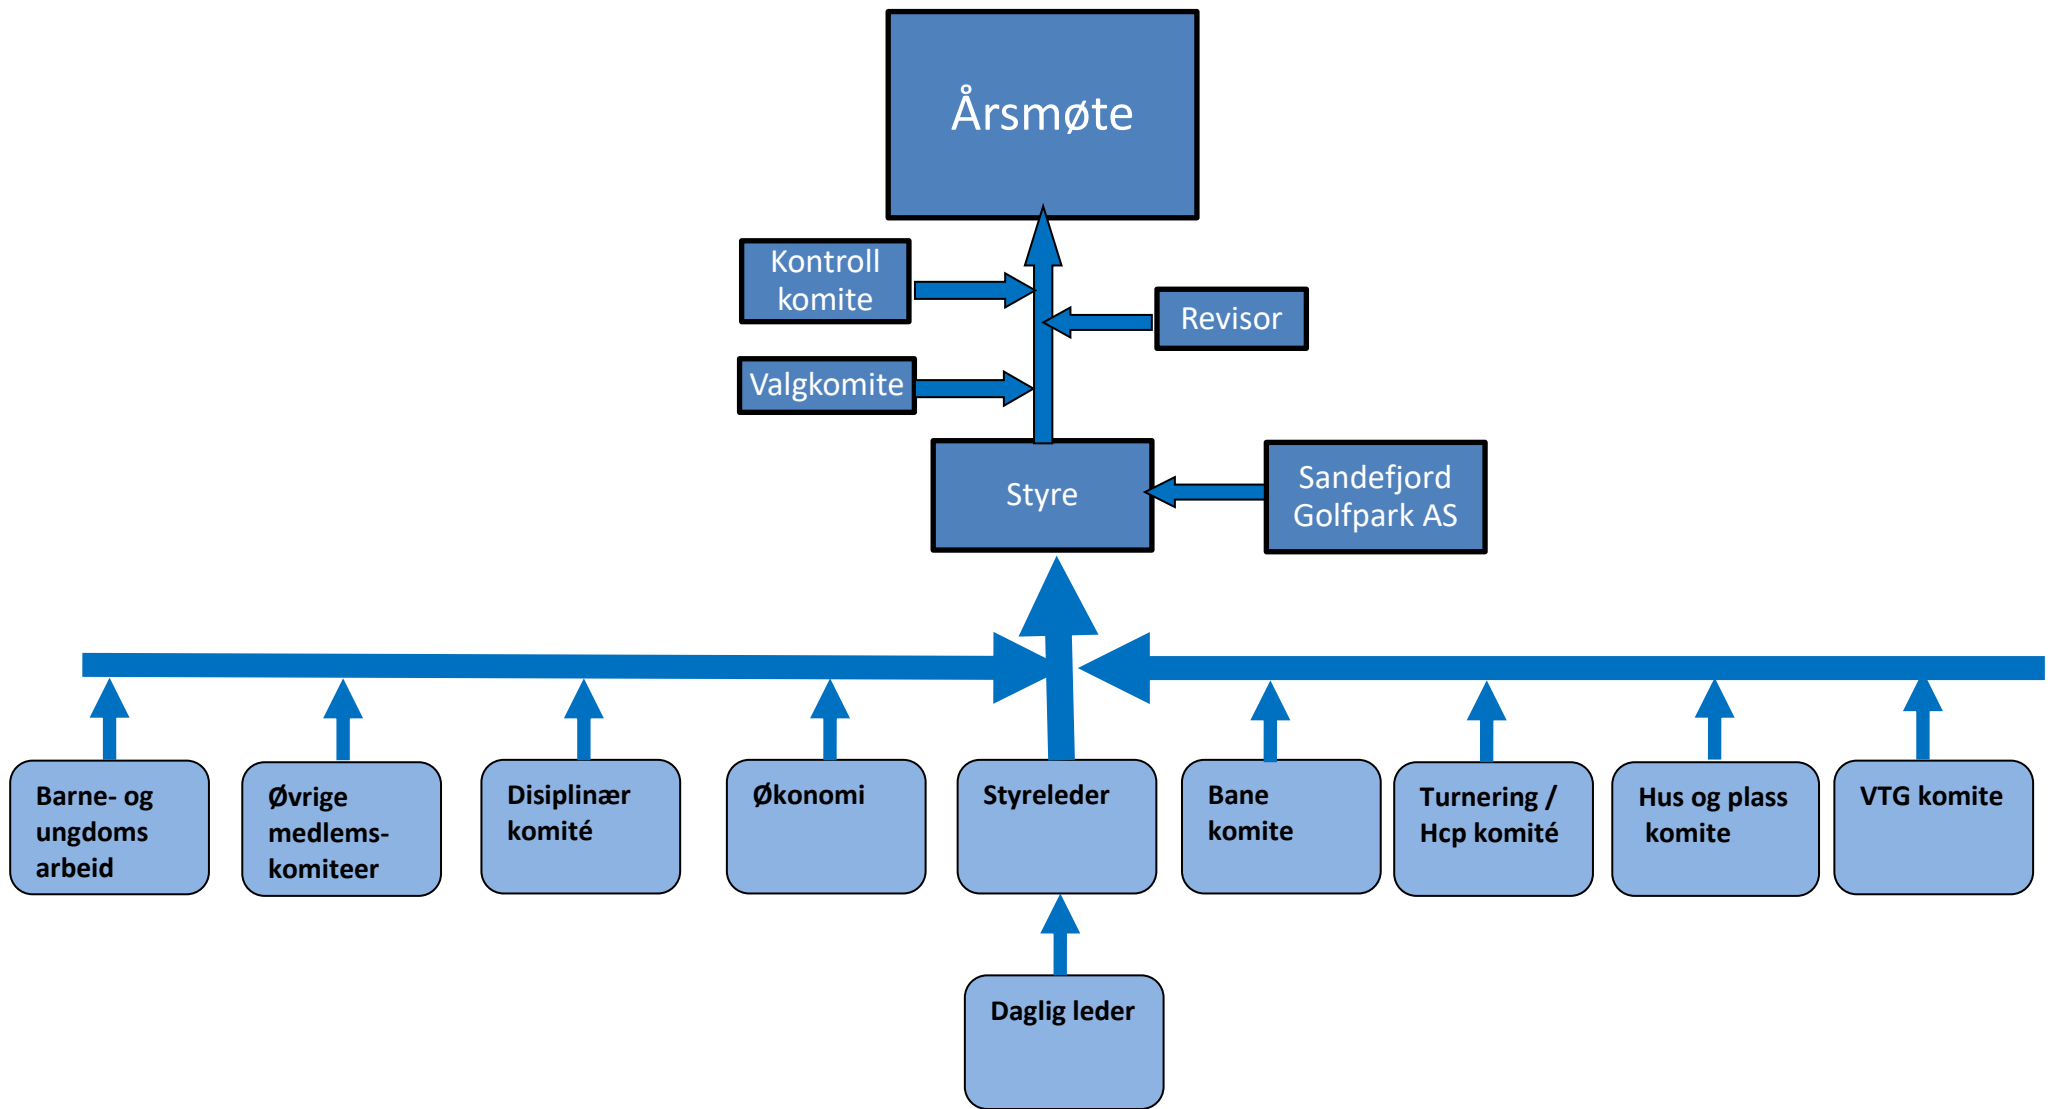 Årsmøte
Kontroll
komite
Revisor
Valgkomite
Styre
Sandefjord
Golfpark AS
Barne- og
ungdoms
arbeid
Øvrige
medlems-
komiteer
Disiplinær
komité
Økonomi
Styreleder
Bane
komite
Turnering /
Hcp komité
Hus og plass
komite
VTG komite
Daglig leder